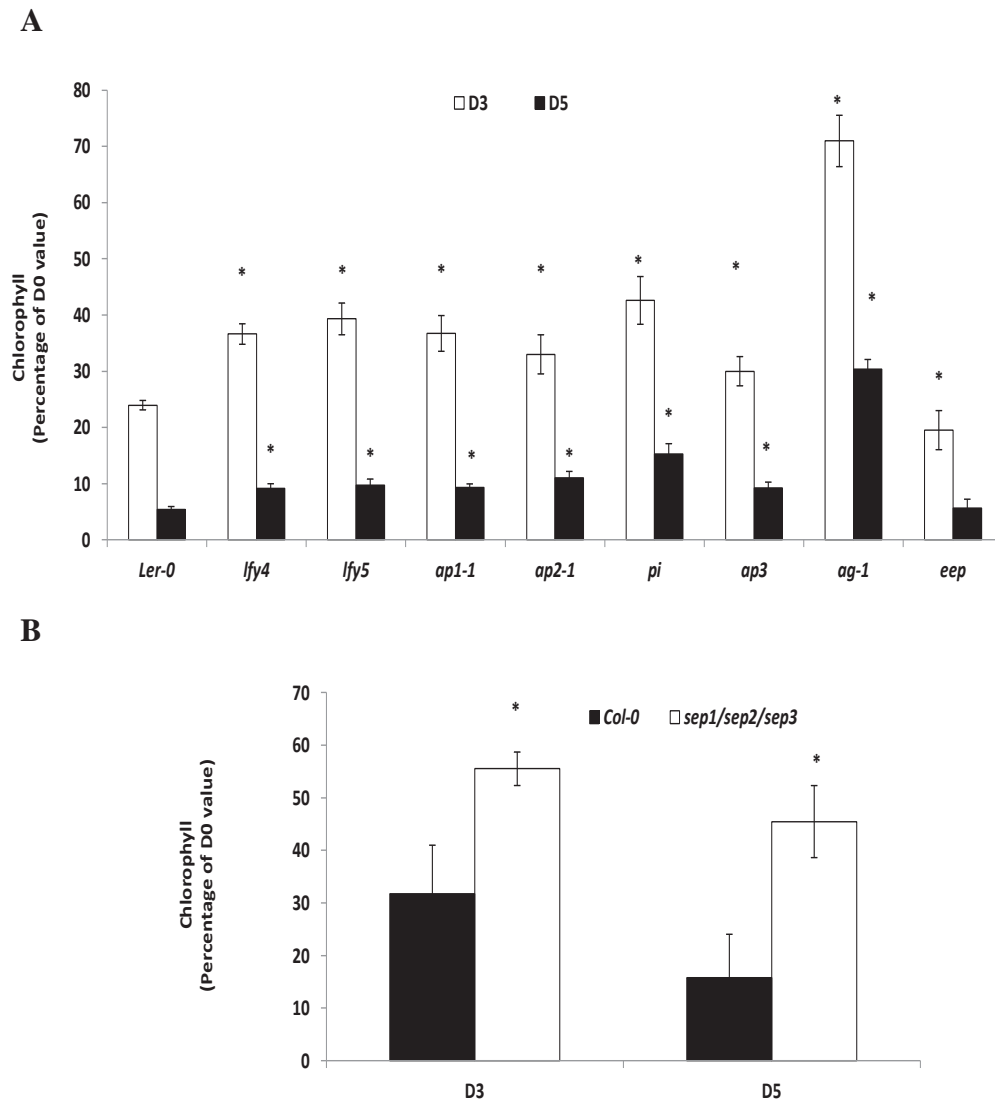 A
80
70
60
50
40
30
20
10
0
Chlorophyll
(Percentage of D0 value)
D3 D5
* * * * * * * *
* * * * * * *
Ler-0 lfy4 lfy5 ap1-1 ap2-1 pi ap3 ag-1 eep
B
70
60
50
40
30
20
10
0
Chlorophyll
(Percentage of D0 value)
Col-0 sep1/sep2/sep3
* *
D3 D5